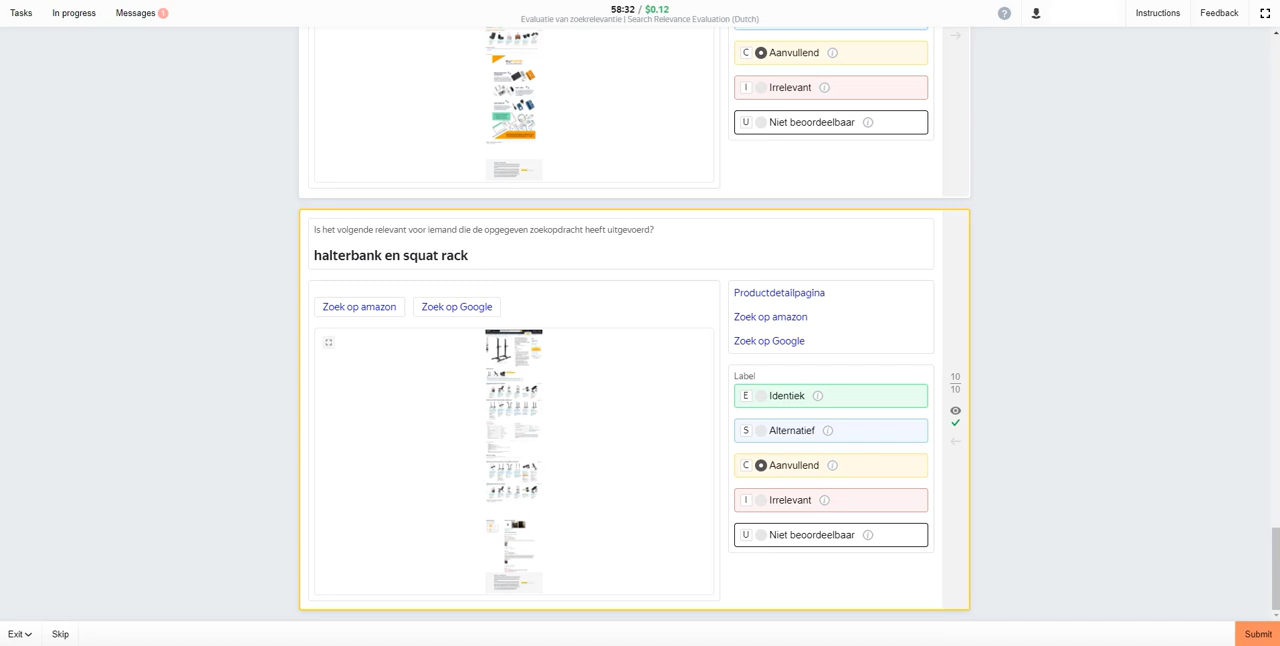 Tasks
In progress
Messages 1
58:32 / $0.12
Evaluatie van zoekrelevantie | Search Relevance Evaluation (Dutch)
Instructions
Feedback
C Aanvullend
I Irrelevant
U Niet beoordeelbaar
Is het volgende relevant voor iemand die de opgegeven zoekopdracht heeft uitgevoerd?
halterbank en squat rack
Zoek op amazon
Zoek op Google
Productdetailpagina
Zoek op amazon
Zoek op Google
Label
E Identiek
S Alternatief
C Aanvullend
I Irrelevant
U Niet beoordeelbaar
10
10
Exit
Skip
Submit